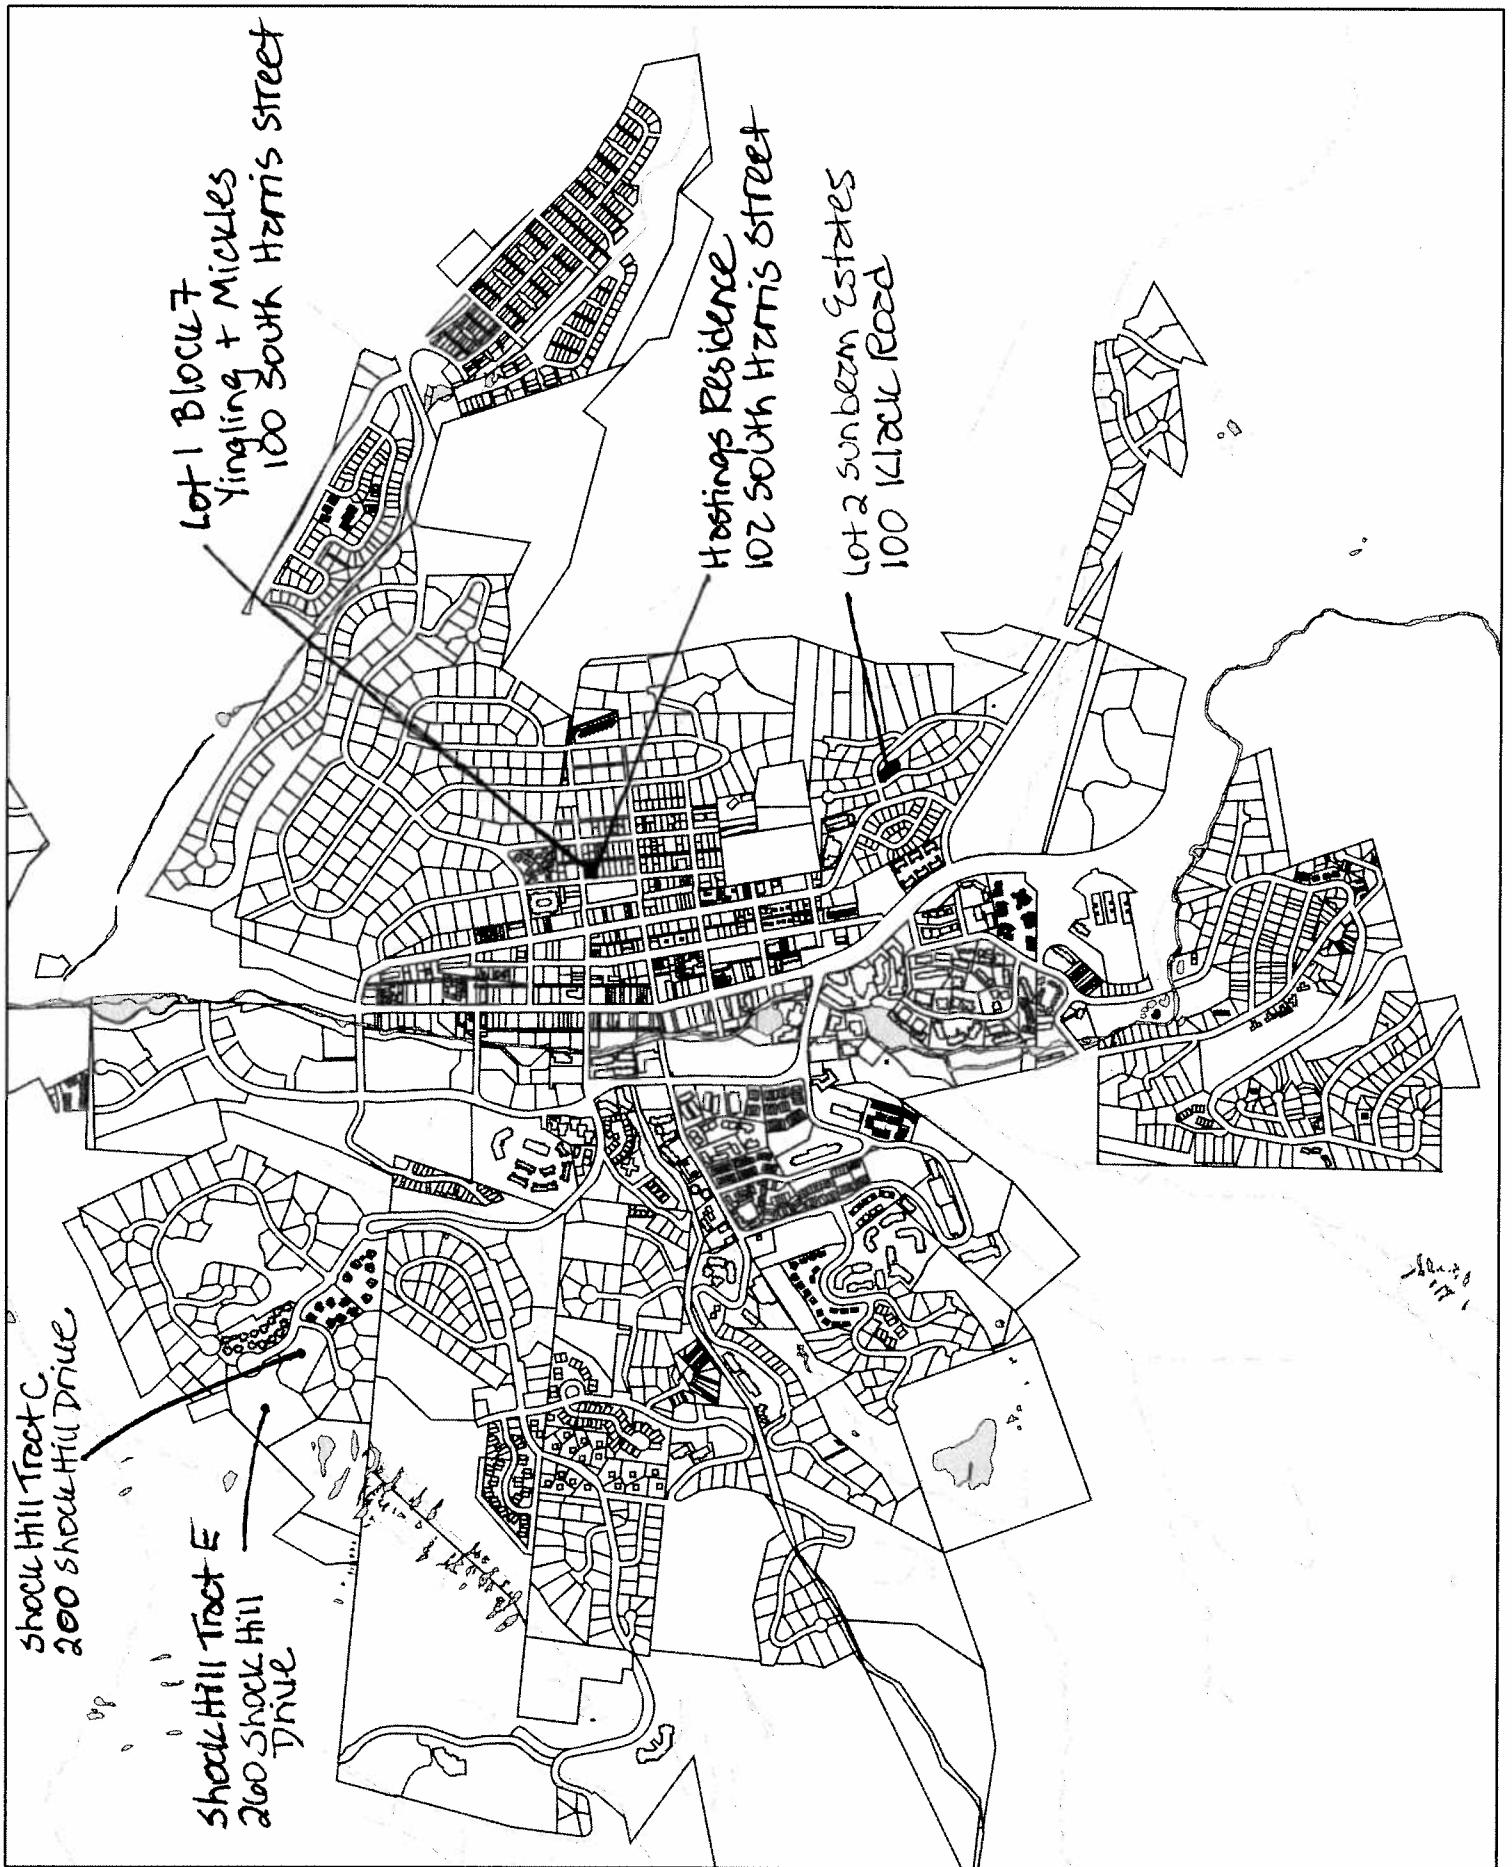 Lot 1 Block 7
Yingling + Mickles
100 South Harris Street
Hastings Residence
102 South Harris Street
Lot 2 Sunbeam Estates
100 Klack Road
Shock Hill Tract C
200 Shock Hill Drive
Shock Hill Tract E
260 Shock Hill
Drive